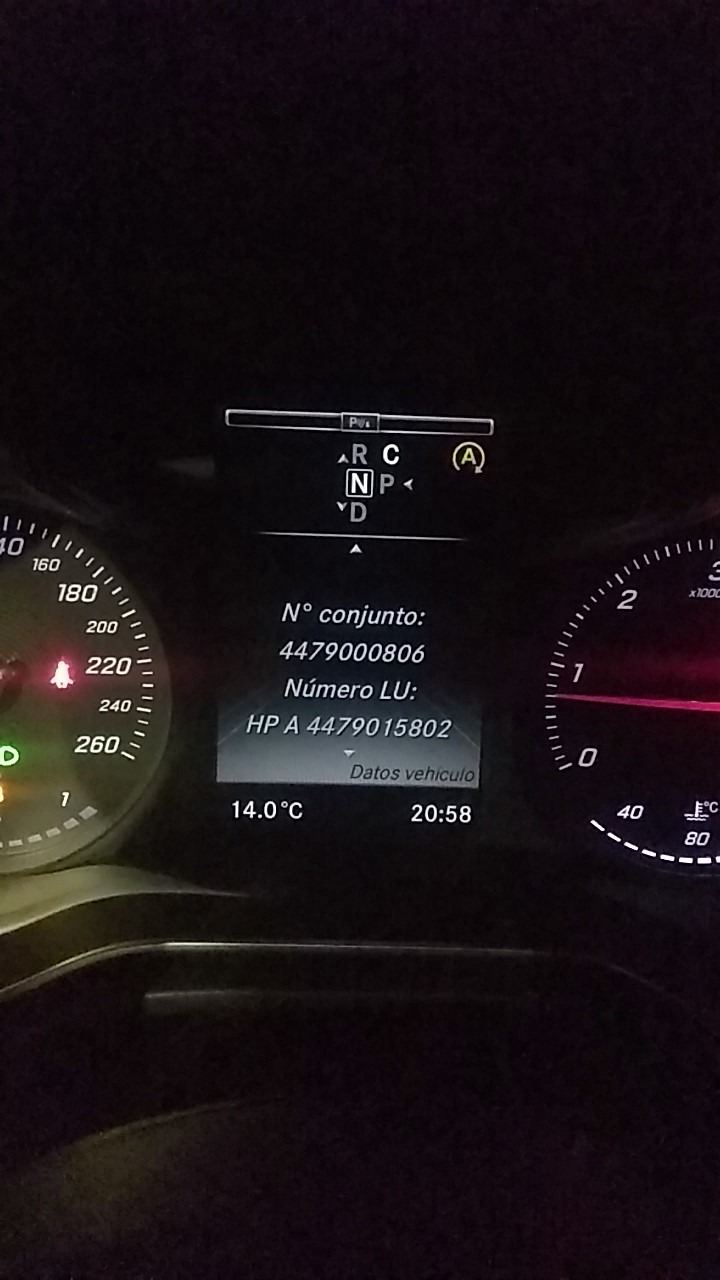 R C
A
N P
D
N° conjunto:
4479000806
Número LU:
HP A 4479015802
Datos vehículo
14.0°C
20:58
160
180
200
220
240
260
1
2
x1000
1
0
40
°C
80